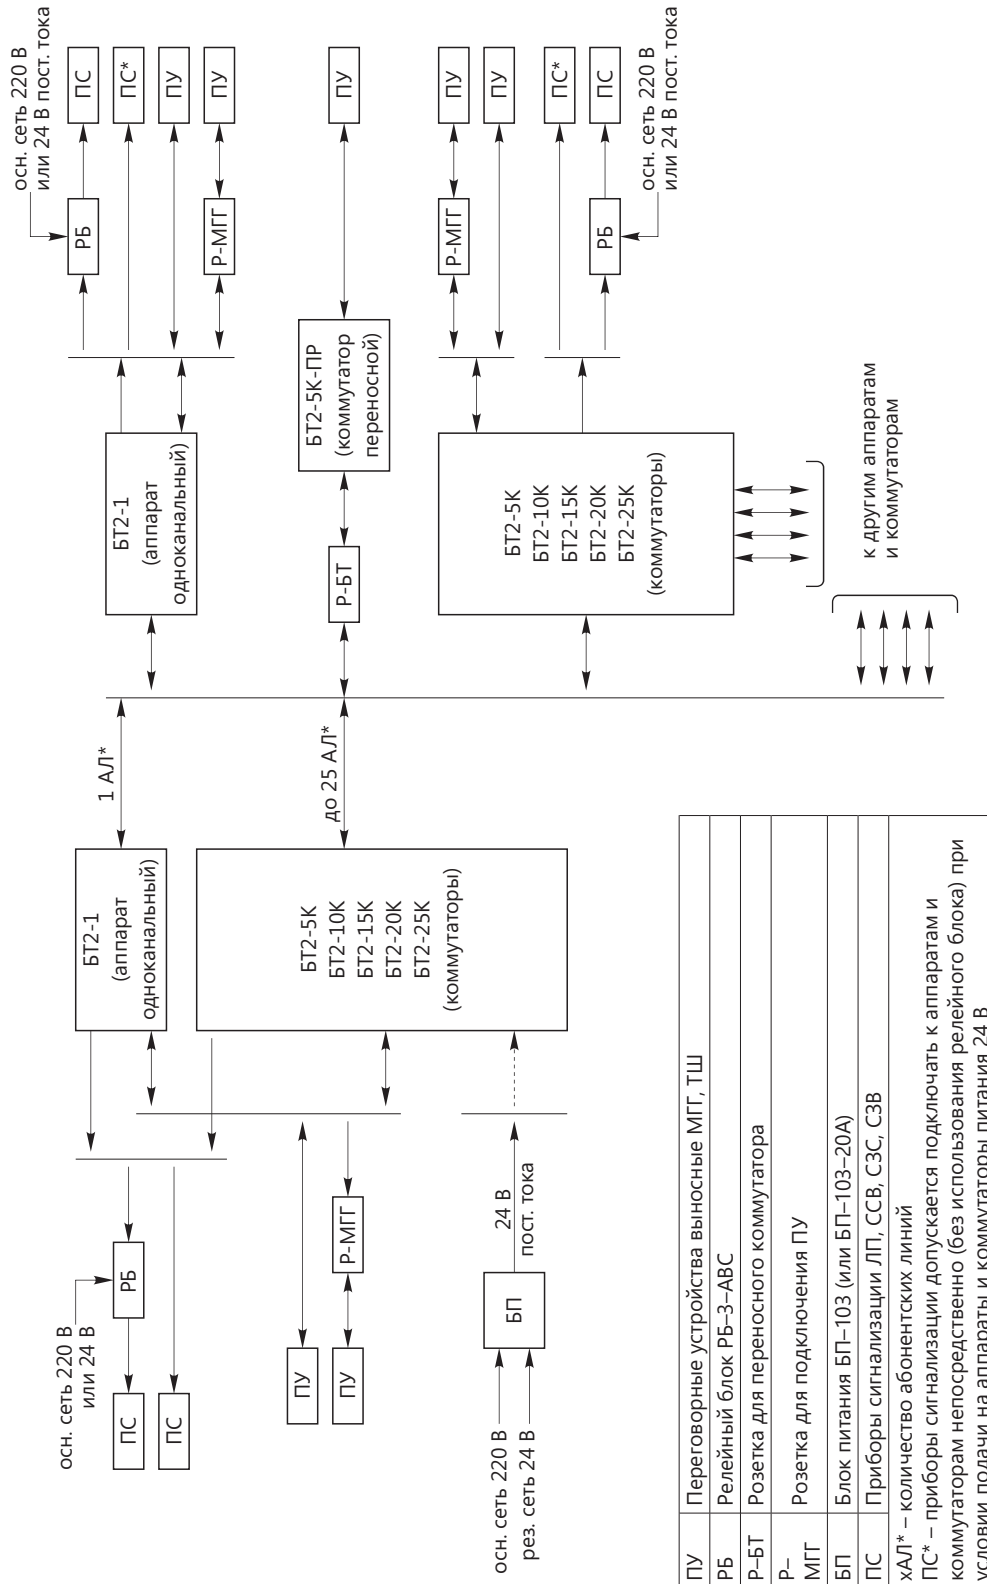 осн. сеть 220 В
или 24 В
ПС
ПС
РБ
ПУ
ПУ
Р-МГГ
осн. сеть 220 В
рез. сеть 24 В
БП
24 В
пост. тока
БТ2-1
(аппарат
одноканальный)
БТ2-5К
БТ2-10К
БТ2-15К
БТ2-20К
БТ2-25К
(коммутаторы)
1 АЛ*
до 25 АЛ*
БТ2-1
(аппарат
одноканальный)
Р-БТ
БТ2-5К-ПР
(коммутатор
переносной)
БТ2-5К
БТ2-10К
БТ2-15К
БТ2-20К
БТ2-25К
(коммутаторы)
к другим аппаратам
и коммутаторам
осн. сеть 220 В
или 24 В пост. тока
РБ
Р-МГГ
ПС
ПС*
ПУ
ПУ
ПУ
Р-МГГ
ПУ
ПУ
ПС*
ПС
РБ
осн. сеть 220 В
или 24 В пост. тока
ПУ Переговорные устройства выносные МГГ, ТШ
РБ Релейный блок РБ–3–АВС
Р–БТ Розетка для переносного коммутатора
Р–
МГГ Розетка для подключения ПУ
БП Блок питания БП–103 (или БП–103–20А)
ПС Приборы сигнализации ЛП, ССВ, СЗС, СЗВ
хАЛ* – количество абонентских линий
ПС* – приборы сигнализации допускается подключать к аппаратам и
коммутаторам непосредственно (без использования релейного блока) при
условии подачи на аппараты и коммутаторы питания 24 В